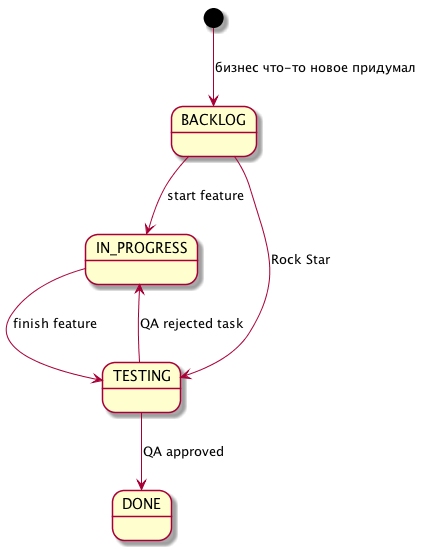 бизнес что-то новое придумал
BACKLOG
start feature
IN_PROGRESS
Rock Star
finish feature
QA rejected task
TESTING
QA approved
DONE